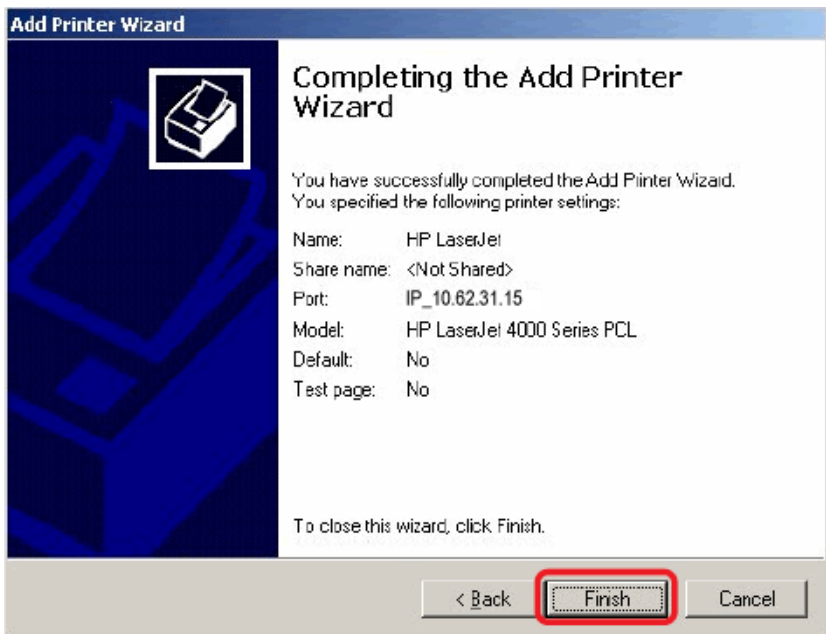 Add Printer Wizard
Completing the Add Printer
Wizard
You have successfully completed the Add Printer Wizard.
You specified the following printer settings:
Name: HP LaserJet
Share name: <Not Shared>
Port: IP_10.62.31.15
Model: HP LaserJet 4000 Series PCL
Default: No
Test page: No
To close this wizard, click Finish.
< Back Finish Cancel